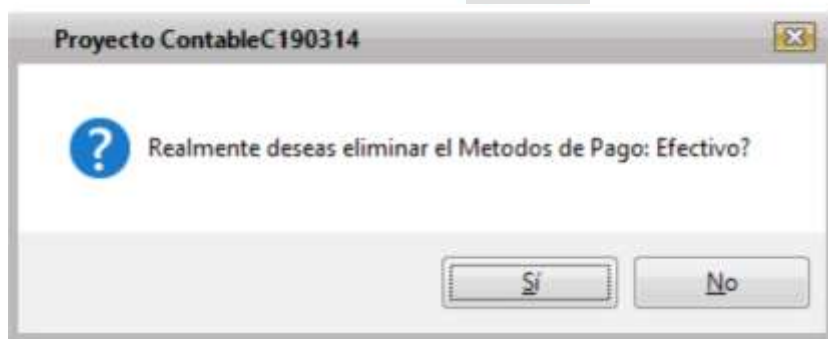 Proyecto ContableC190314
Realmente deseas eliminar el Metodos de Pago: Efectivo?
Sí
No